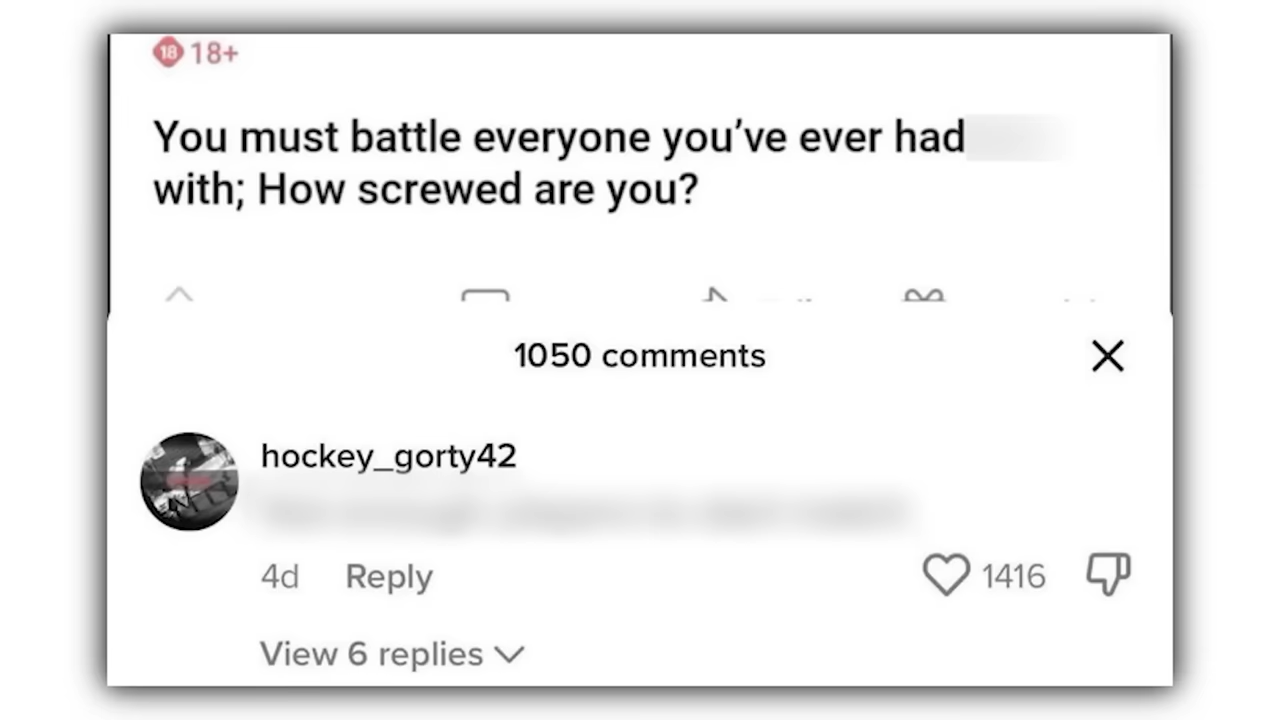 18 18+
You must battle everyone you’ve ever had
with; How screwed are you?
1050 comments
hockey_gorty42
4d Reply 1416
View 6 replies